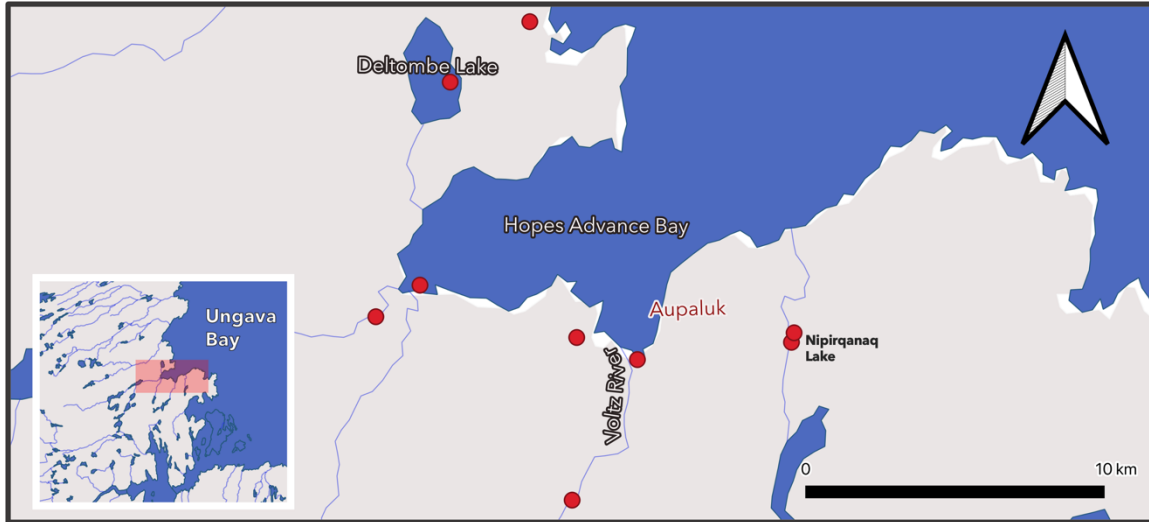 Deltombe Lake
Hopes Advance Bay
Aupaluk
Ungava
Bay
Nipirqanaq
Lake
Voltz River
0
10 km